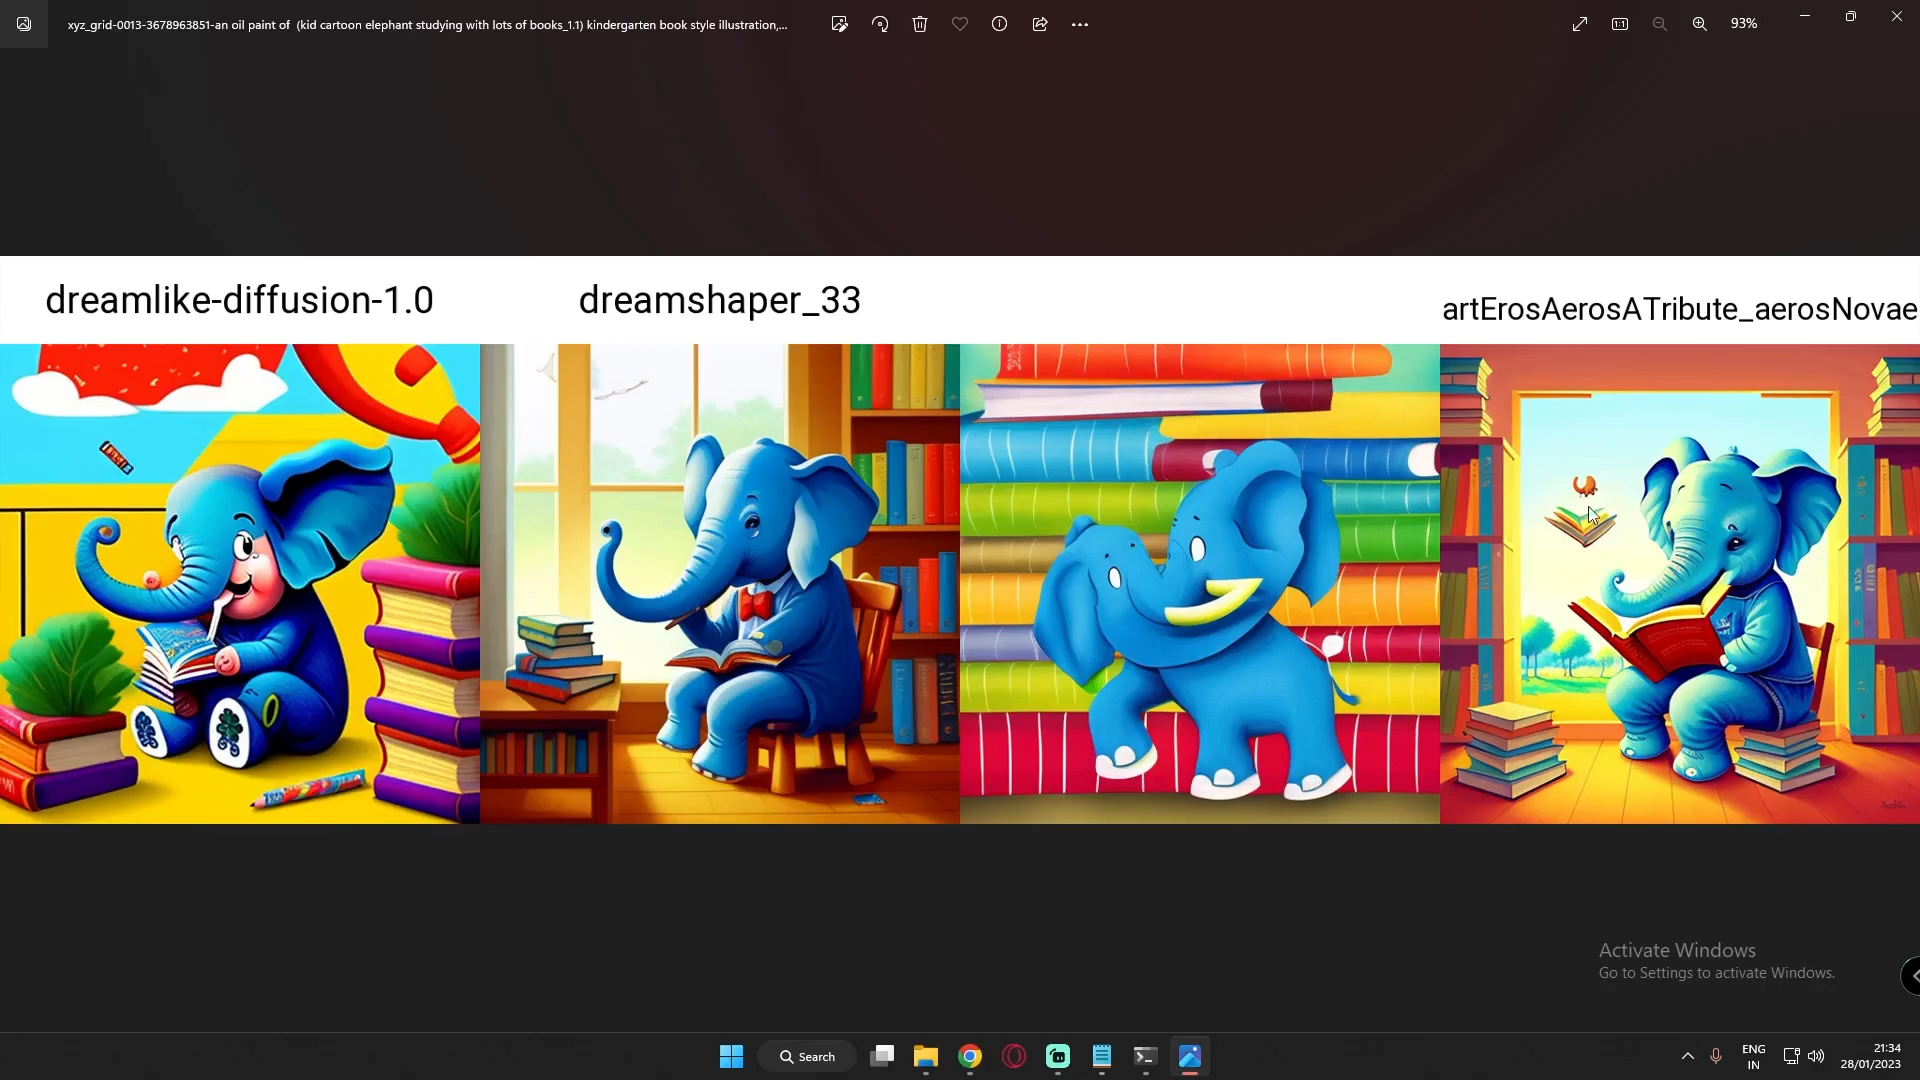 xyz_grid-0013-3678963851-an oil paint of (kid cartoon elephant studying with lots of books_1.1) kindergarten book style illustration,...
93%
dreamlike-diffusion-1.0
dreamshaper_33
artErosAerosATribute_aerosNovae
Activate Windows
Go to Settings to activate Windows.
Search
ENG
IN
21:34
28/01/2023